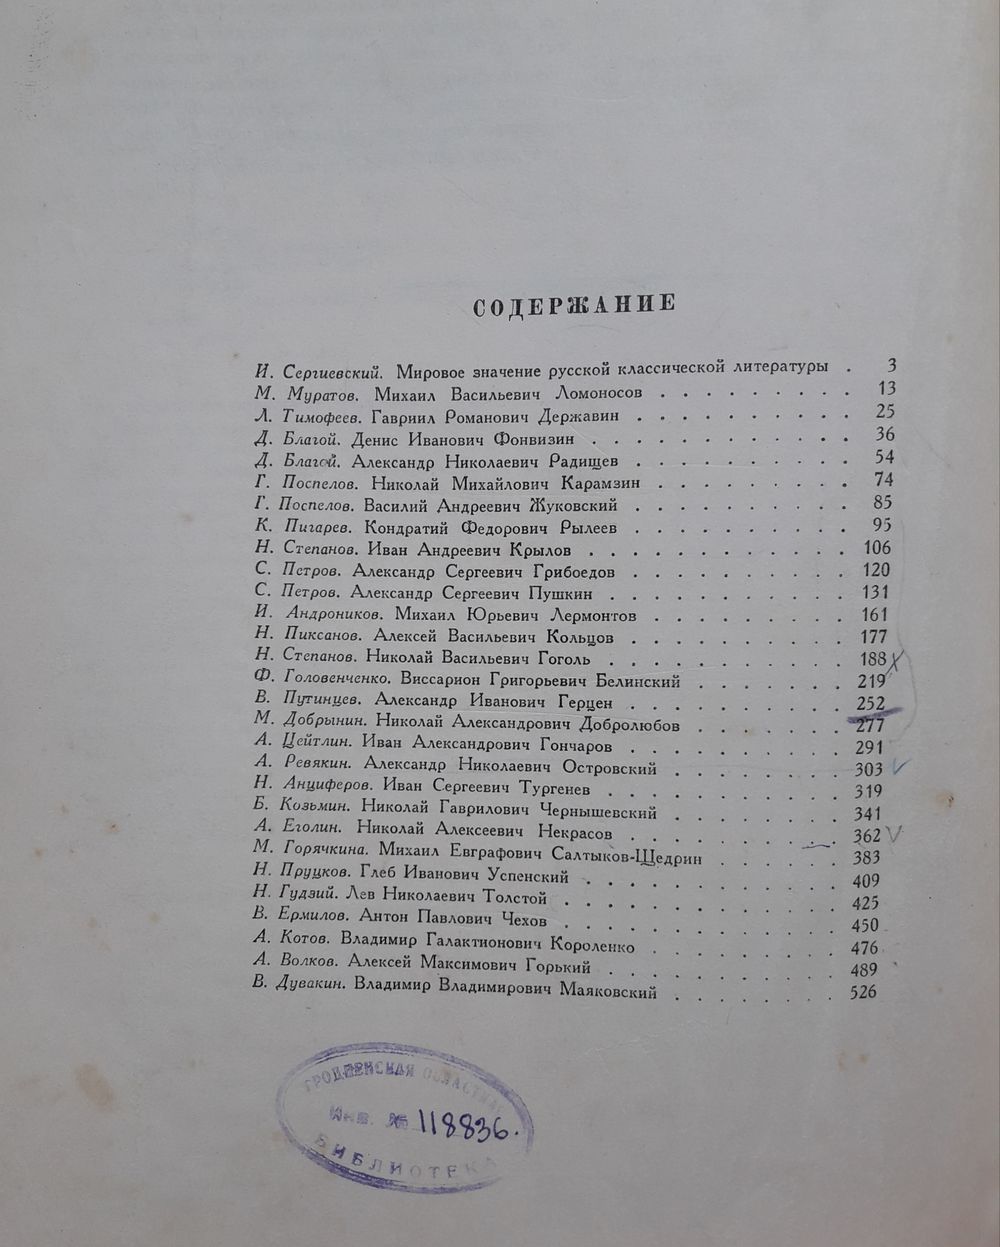 СОДЕРЖАНИЕ
И. Сергиевский. Мировое значение русской классической литературы . 3
М. Муратов. Михаил Васильевич Ломоносов . . . . . . . . . 13
Л. Тимофеев. Гавриил Романович Державин . . . . . . . . . . 25
Д. Благой. Денис Иванович Фонвизин . . . . . . . . . . . . 36
Д. Благой. Александр Николаевич Радищев . . . . . . . . . . 54
Г. Поспелов. Николай Михайлович Карамзин . . . . . . . . . 74
Г. Поспелов. Василий Андреевич Жуковский . . . . . . . . . . 85
К. Пигарев. Кондратий Федорович Рылеев . . . . . . . . . . 95
Н. Степанов. Иван Андреевич Крылов . . . . . . . . . . . . 106
С. Петров. Александр Сергеевич Грибоедов . . . . . . . . . . 120
С. Петров. Александр Сергеевич Пушкин . . . . . . . . . . . 131
И. Андроников. Михаил Юрьевич Лермонтов . . . . . . . . . 161
Н. Пиксанов. Алексей Васильевич Кольцов . . . . . . . . . . 177
Н. Степанов. Николай Васильевич Гоголь . . . . . . . . . . . 188
Ф. Головенченко. Виссарион Григорьевич Белинский . . . . . . . 219
В. Путинцев. Александр Иванович Герцен . . . . . . . . . . 252
М. Добрынин. Николай Александрович Добролюбов . . . . . . . 277
А. Цейтлин. Иван Александрович Гончаров . . . . . . . . . . 291
А. Ревякин. Александр Николаевич Островский . . . . . . . . 303
Н. Анциферов. Иван Сергеевич Тургенев . . . . . . . . . . . 319
Б. Козьмин. Николай Гаврилович Чернышевский . . . . . . . . 341
А. Еголин. Николай Алексеевич Некрасов . . . . . . . . . . 362
М. Горячкина. Михаил Евграфович Салтыков-Щедрин . . . . . . 383
Н. Пруцков. Глеб Иванович Успенский . . . . . . . . . . . 409
Н. Гудзий. Лев Николаевич Толстой . . . . . . . . . . . . 425
В. Ермилов. Антон Павлович Чехов . . . . . . . . . . . . 450
А. Котов. Владимир Галактионович Короленко . . . . . . . . 476
А. Волков. Алексей Максимович Горький . . . . . . . . . . 489
В. Дувакин. Владимир Владимирович Маяковский . . . . . . . 526
ГРОДНЕНСКАЯ ОБЛАСТНАЯ
Инв. № 118836.
БИБЛИОТЕКА